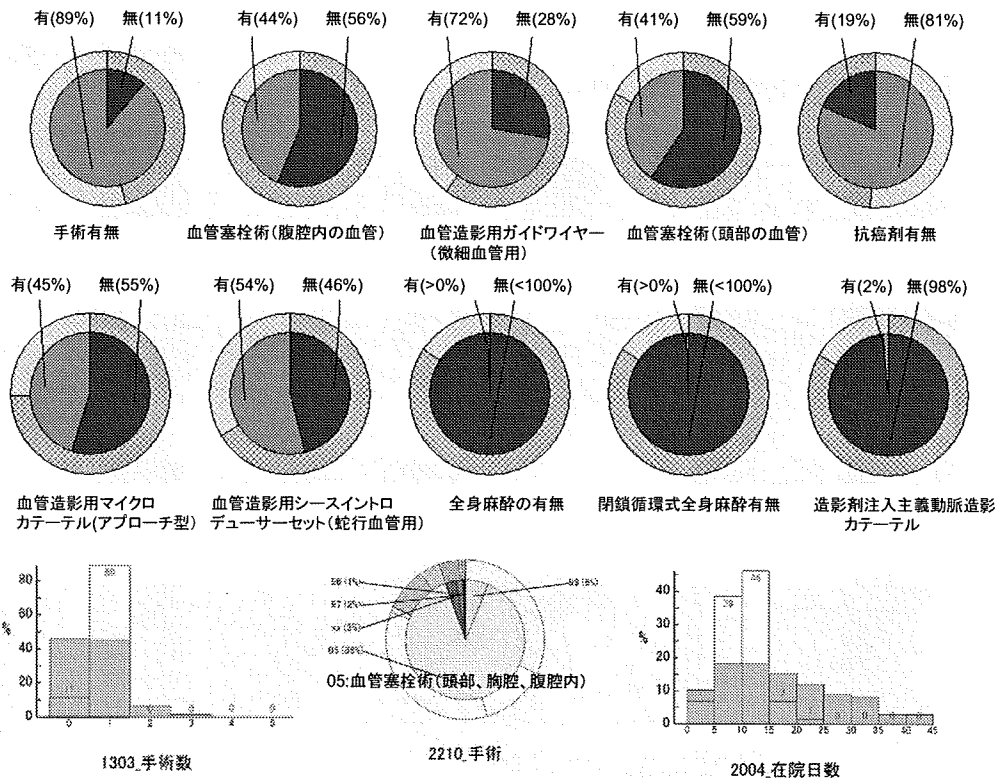 有(89%) 無(11%) 有(44%) 無(56%) 有(72%) 無(28%) 有(41%) 無(59%) 有(19%) 無(81%)
手術有無 血管塞栓術(腹腔内の血管) 血管造影用ガイドワイヤー 血管塞栓術(頭部の血管) 抗癌剤有無
(微細血管用)
有(45%) 無(55%) 有(54%) 無(46%) 有(>0%) 無(<100%) 有(>0%) 無(<100%) 有(2%) 無(98%)
血管造影用マイクロ 血管造影用シースイントロ 全身麻酔の有無 閉鎖循環式全身麻酔有無 造影剤注入主義動脈造影
カテーテル(アプローチ型) デューサーセット(蛇行血管用) カテーテル
80
60
40
20
0
%
0 1 2 3 4 5
1303_手術数
05:血管塞栓術(頭部、胸腔、腹腔内)
2210_手術
40
30
20
10
0
%
0 5 10 15 20 25 30 35 40 45
2004_在院日数